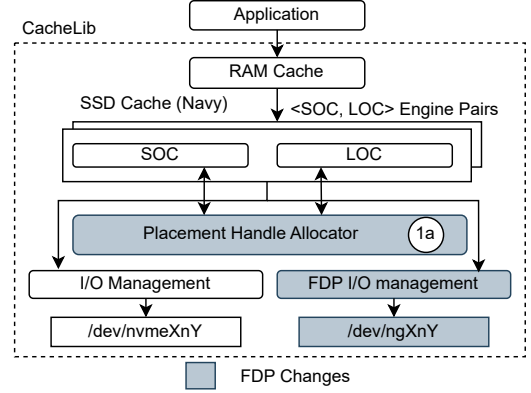 Application
CacheLib
RAM Cache
SSD Cache (Navy)
<SOC, LOC> Engine Pairs
SOC
LOC
Placement Handle Allocator
1a
I/O Management
FDP I/O management
/dev/nvmeXnY
/dev/ngXnY
FDP Changes